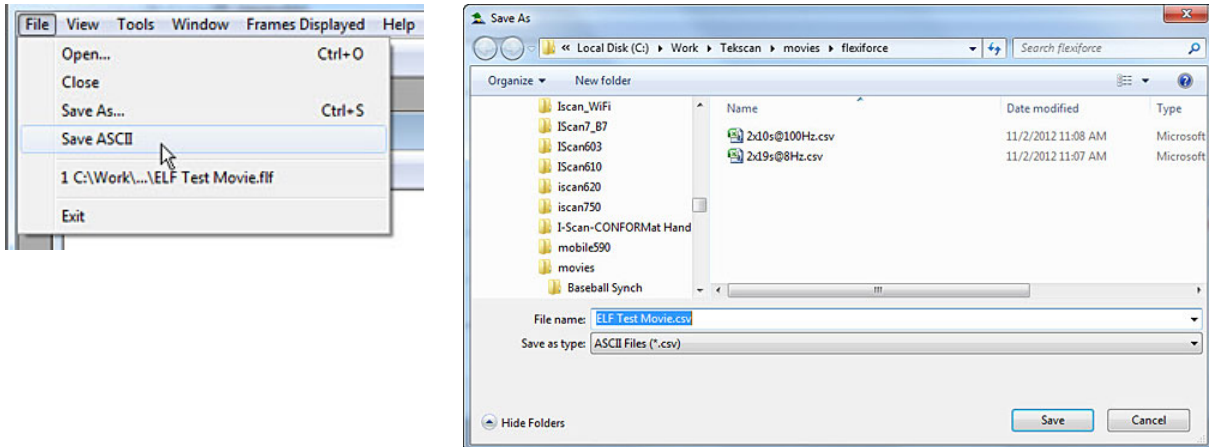 File View Tools Window Frames Displayed Help
Open... Ctrl+O
Close
Save As... Ctrl+S
Save ASCII
1 C:\Work\...\ELF Test Movie.flf
Exit
Save As
« Local Disk (C:) ▸ Work ▸ Tekscan ▸ movies ▸ flexiforce
Search flexiforce
Organize New folder
Iscan_WiFi
IScan7_B7
IScan603
IScan610
iscan620
iscan750
I-Scan-CONFORMat Hand
mobile590
movies
Baseball Synch
Name Date modified Type
2x10s@100Hz.csv 11/2/2012 11:08 AM Microsoft
2x19s@8Hz.csv 11/2/2012 11:07 AM Microsoft
File name: ELF Test Movie.csv
Save as type: ASCII Files (*.csv)
Hide Folders Save Cancel